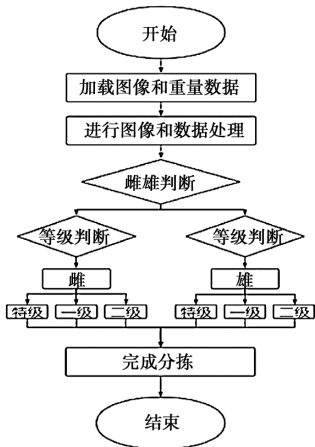 开始
加载图像和重量数据
进行图像和数据处理
雌雄判断
等级判断 等级判断
雌 雄
特级 一级 二级 特级 一级 二级
完成分拣
结束